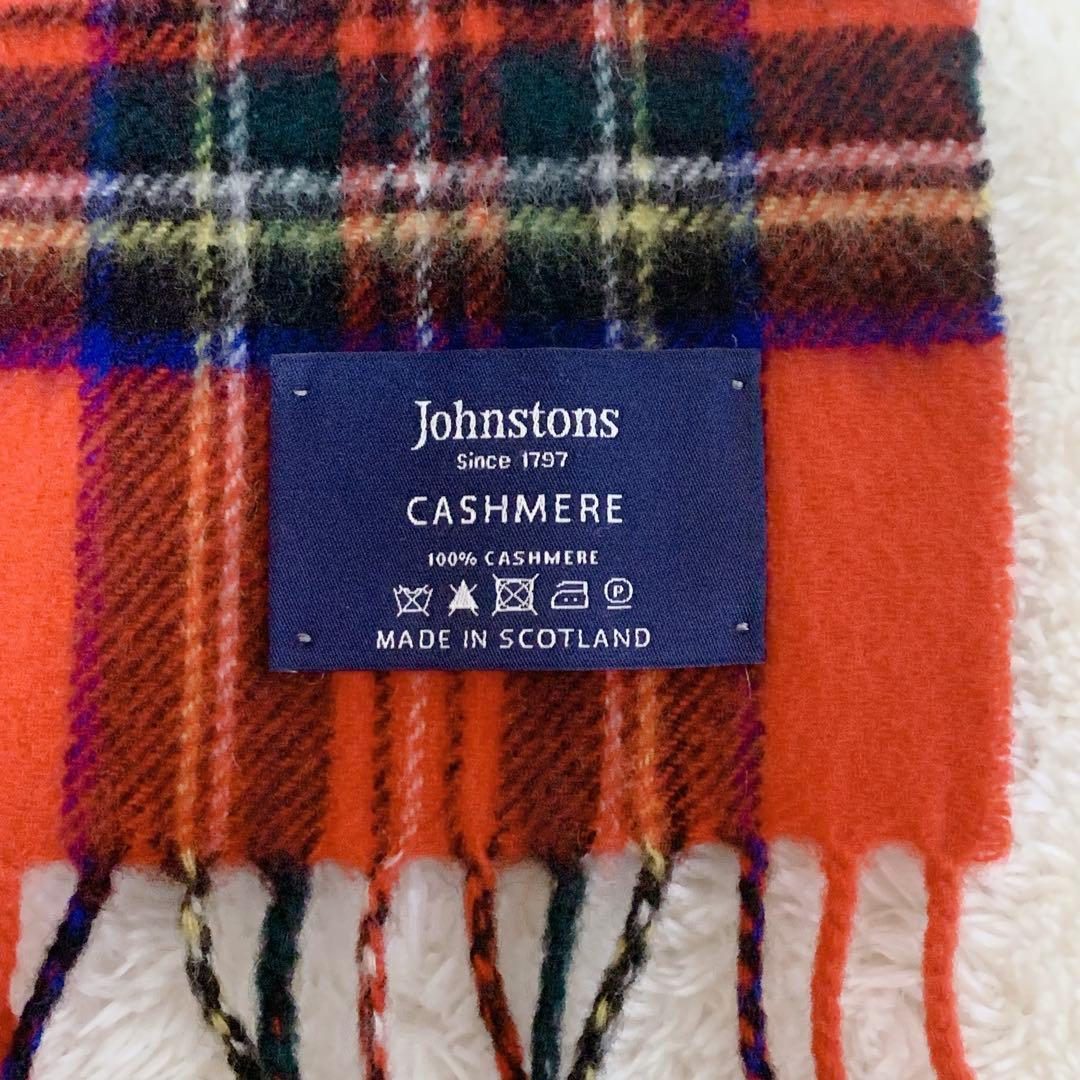 Johnstons
Since 1797
CASHMERE
100% CASHMERE
P
MADE IN SCOTLAND